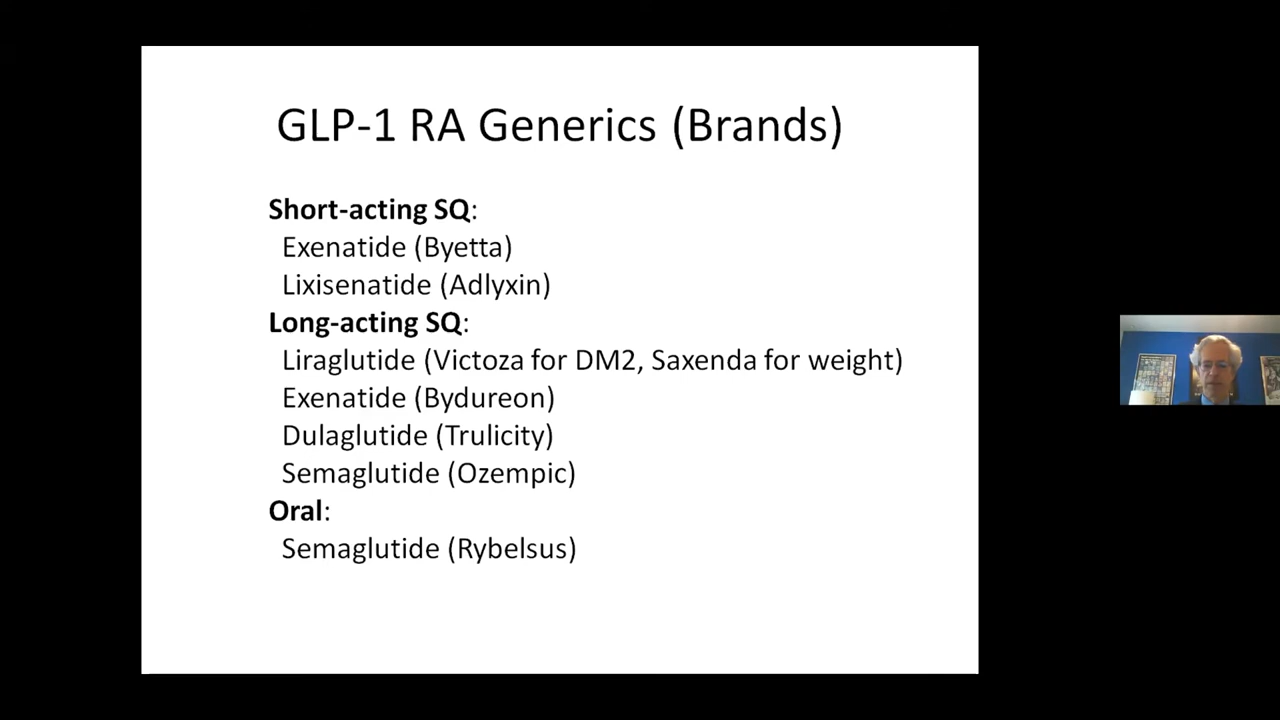 GLP-1 RA Generics (Brands)
Short-acting SQ:
Exenatide (Byetta)
Lixisenatide (Adlyxin)
Long-acting SQ:
Liraglutide (Victoza for DM2, Saxenda for weight)
Exenatide (Bydureon)
Dulaglutide (Trulicity)
Semaglutide (Ozempic)
Oral:
Semaglutide (Rybelsus)